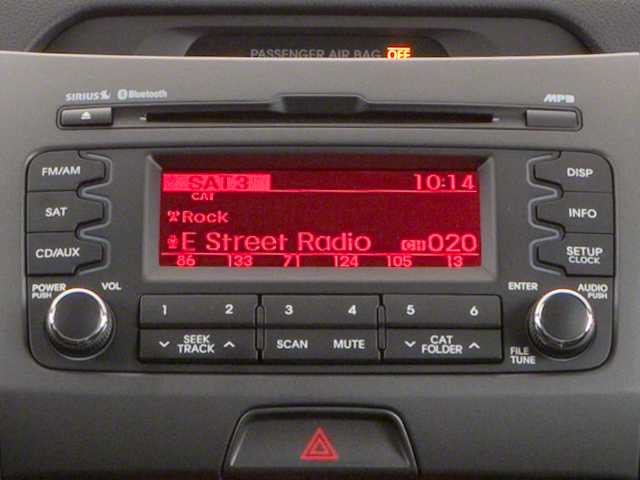 PASSENGER AIR BAG OFF
SIRIUS Bluetooth MP3
FM/AM SAT3 10:14 DISP
CAT
SAT Rock INFO
CD/AUX E Street Radio CH 020 SETUP
CLOCK
86 133 71 124 105 13
POWER VOL ENTER AUDIO
PUSH PUSH
1 2 3 4 5 6
SEEK SCAN MUTE CAT
TRACK FOLDER
FILE
TUNE